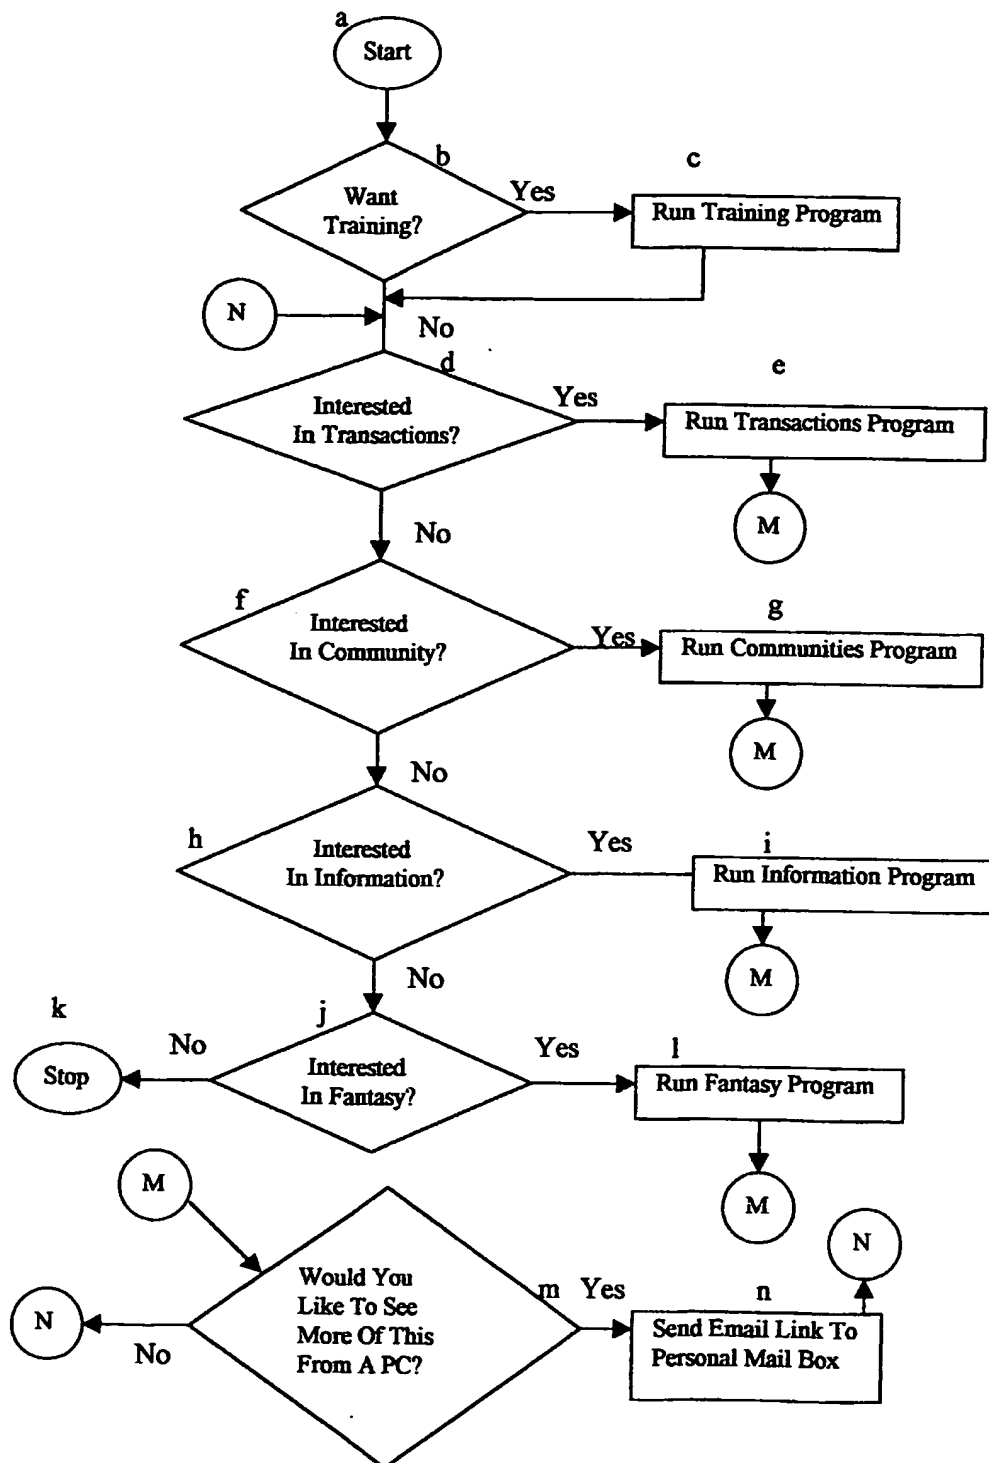 a
Start
b
Want
Training?
Yes
c
Run Training Program
N
No
d
Interested
In Transactions?
Yes
e
Run Transactions Program
M
No
f
Interested
In Community?
Yes
g
Run Communities Program
M
No
h
Interested
In Information?
Yes
i
Run Information Program
M
No
k
Stop
No
j
Interested
In Fantasy?
Yes
l
Run Fantasy Program
M
M
N
Would You
Like To See
More Of This
From A PC?
N
No
m
Yes
n
Send Email Link To
Personal Mail Box